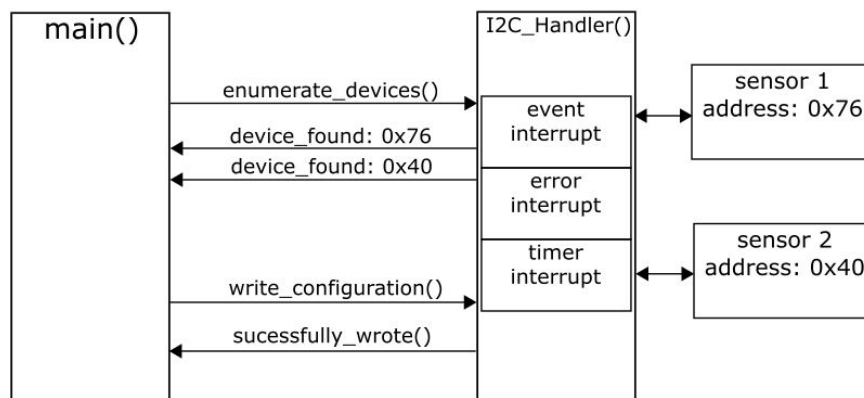 main()
I2C_Handler()
enumerate_devices()
device_found: 0x76
device_found: 0x40
write_configuration()
sucessfully_wrote()
event
interrupt
error
interrupt
timer
interrupt
sensor 1
address: 0x76
sensor 2
address: 0x40